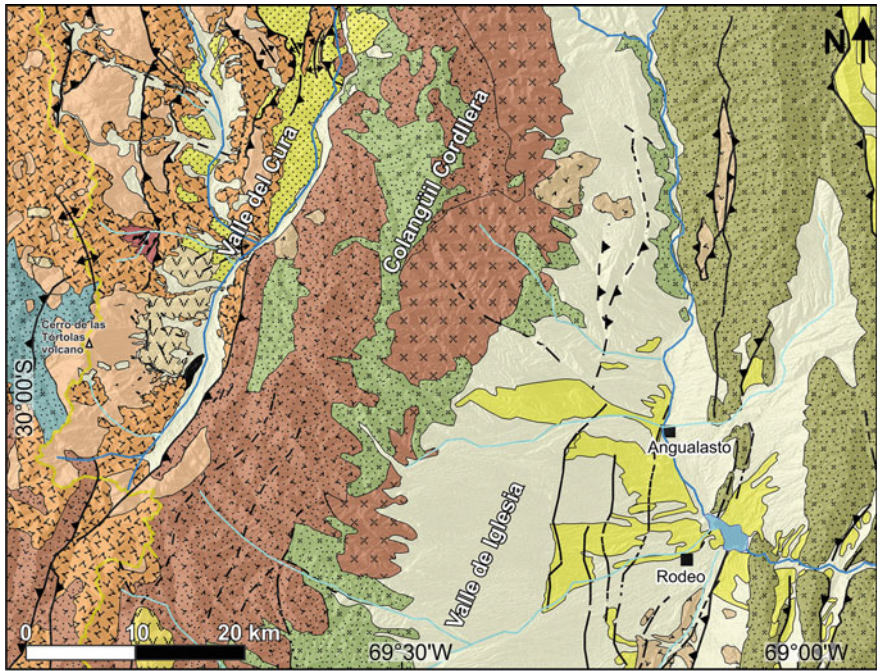 N
Valle del Cura
Colangüil Cordllera
Cerro de las
Tórtolas
volcano
30°00'S
Angualasto
Valle de Iglesia
Rodeo
0 10 20 km
69°30'W
69°00'W